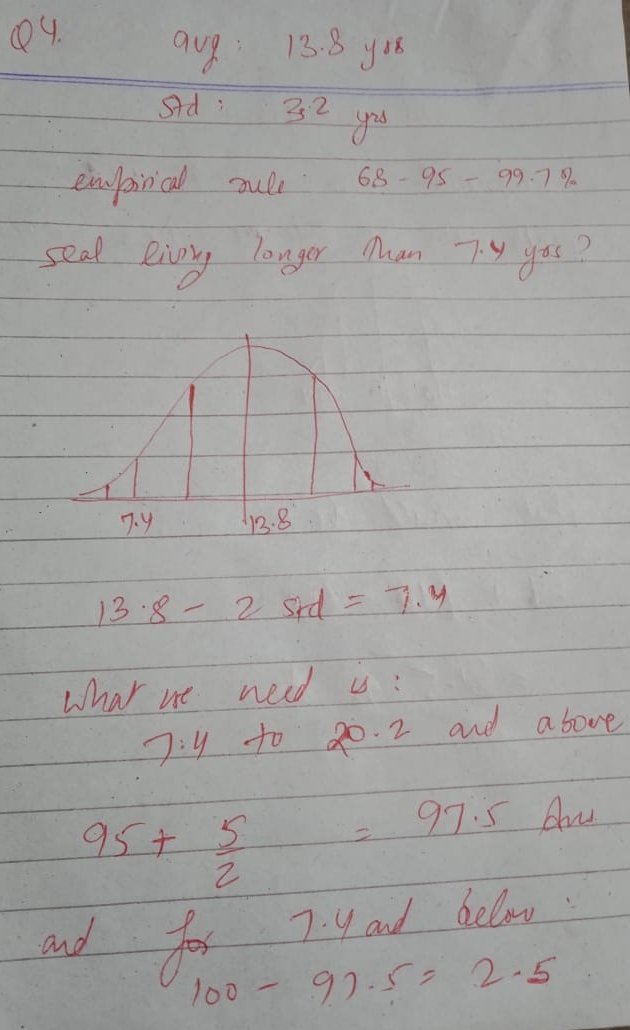 Q4.
avg: 13.8 yrs
Std: 3.2 yrs
empirical rule: 68 - 95 - 99.7%
seal living longer than 7.4 yrs?
7.4 13.8
13.8 - 2 std = 7.4
What we need is:
7.4 to 20.2 and above
95 + 5/2 = 97.5 Ans
and for 7.4 and below:
100 - 97.5 = 2.5